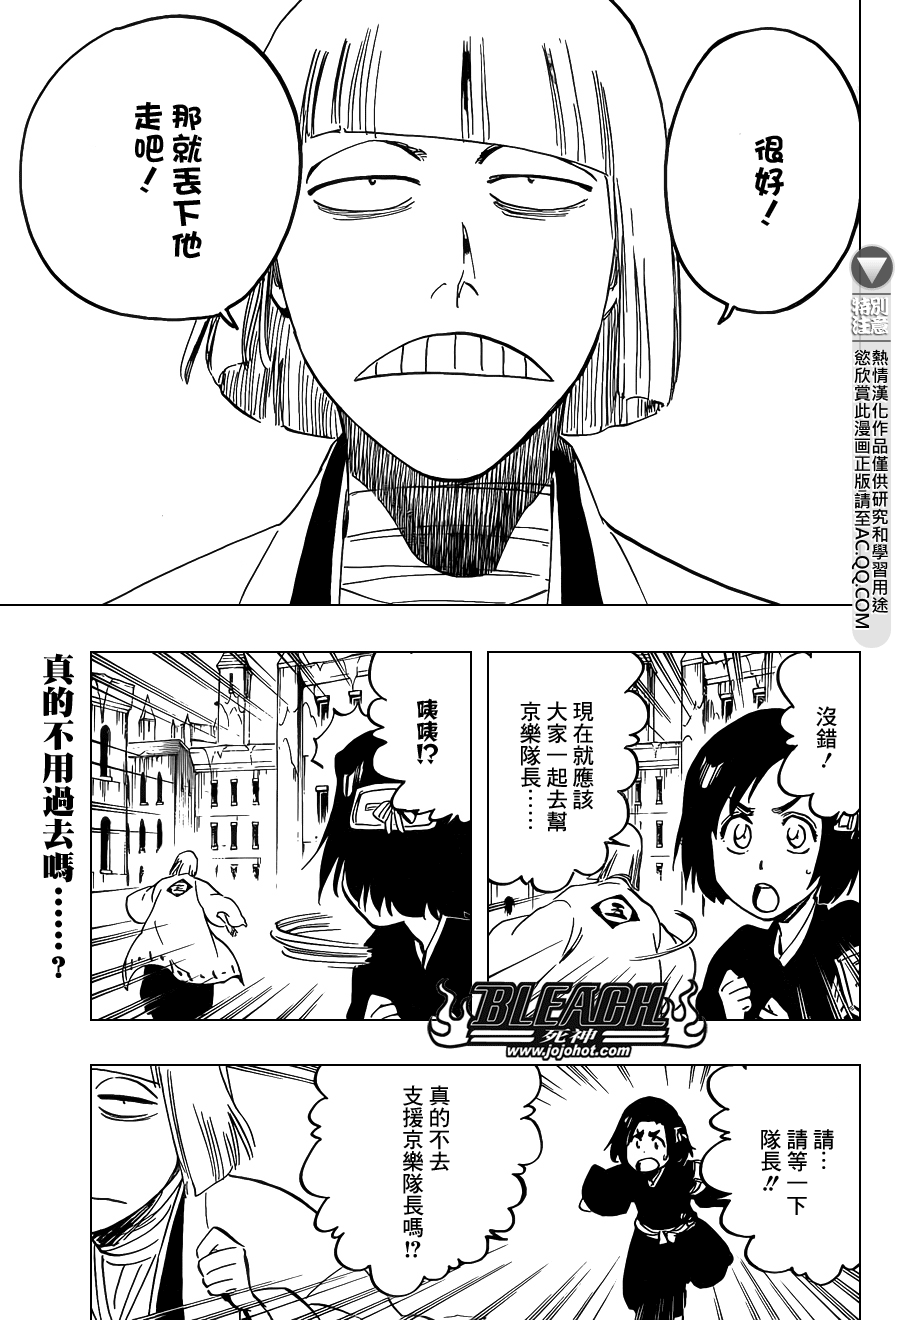 很好！
那就丟下他
走吧！
特別
注意
熱情漢化作品僅供研究和學習用途
慾欣賞此漫画正版請至AC.QQ.COM
沒錯！
現在就應該
大家一起去幫
京樂隊長……
咦咦!?
真的不用過去嗎……?
BLEACH
死神
www.jojohot.com
請…
請等一下
隊長!!
真的不去
支援京樂隊長嗎!?